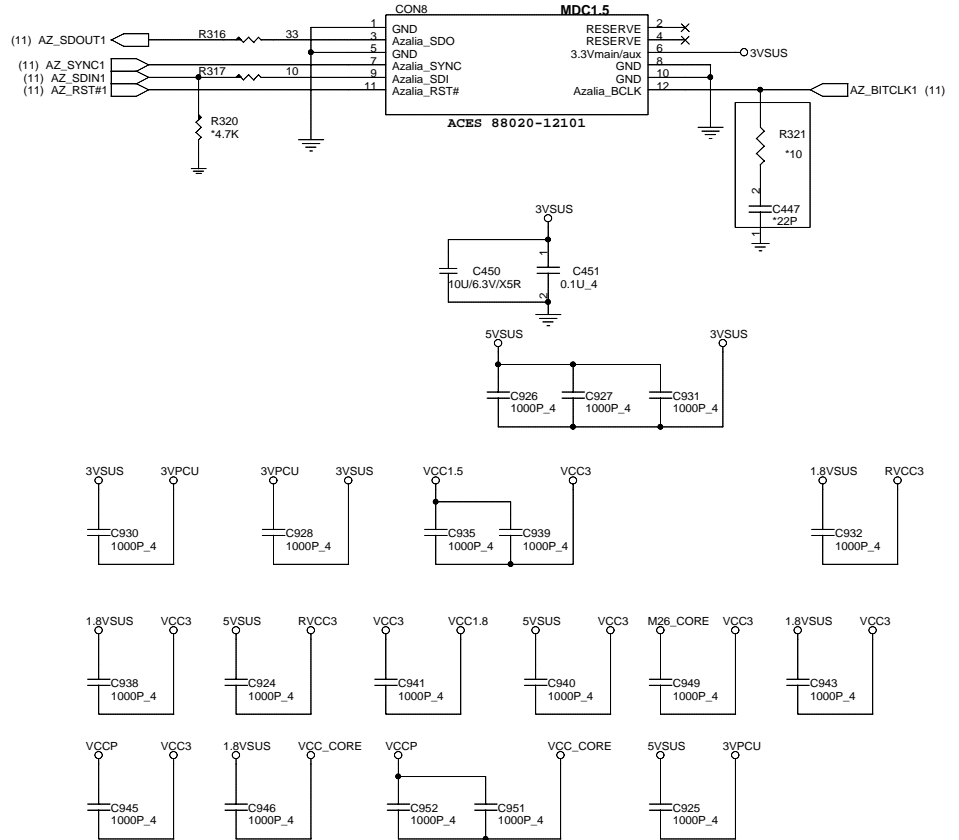 CON8 MDC1.5
1 GND RESERVE 2
(11) AZ_SDOUT1 R316 33 3 Azalia_SDO RESERVE 4
5 GND 3.3Vmain/aux 6 3VSUS
(11) AZ_SYNC1 7 Azalia_SYNC GND 8
(11) AZ_SDIN1 R317 10 9 Azalia_SDI GND 10
(11) AZ_RST#1 11 Azalia_RST# Azalia_BCLK 12 AZ_BITCLK1 (11)
ACES 88020-12101
R320
*4.7K
R321
*10
2
C447
*22P
1
3VSUS
1
C450 C451
10U/6.3V/X5R 0.1U_4
2
5VSUS 3VSUS
C926 C927 C931
1000P_4 1000P_4 1000P_4
3VSUS 3VPCU 3VPCU 3VSUS VCC1.5 VCC3 1.8VSUS RVCC3
C930 C928 C935 C939 C932
1000P_4 1000P_4 1000P_4 1000P_4 1000P_4
1.8VSUS VCC3 5VSUS RVCC3 VCC3 VCC1.8 5VSUS VCC3 M26_CORE VCC3 1.8VSUS VCC3
C938 C924 C941 C940 C949 C943
1000P_4 1000P_4 1000P_4 1000P_4 1000P_4 1000P_4
VCCP VCC3 1.8VSUS VCC_CORE VCCP VCC_CORE 5VSUS 3VPCU
C945 C946 C952 C951 C925
1000P_4 1000P_4 1000P_4 1000P_4 1000P_4